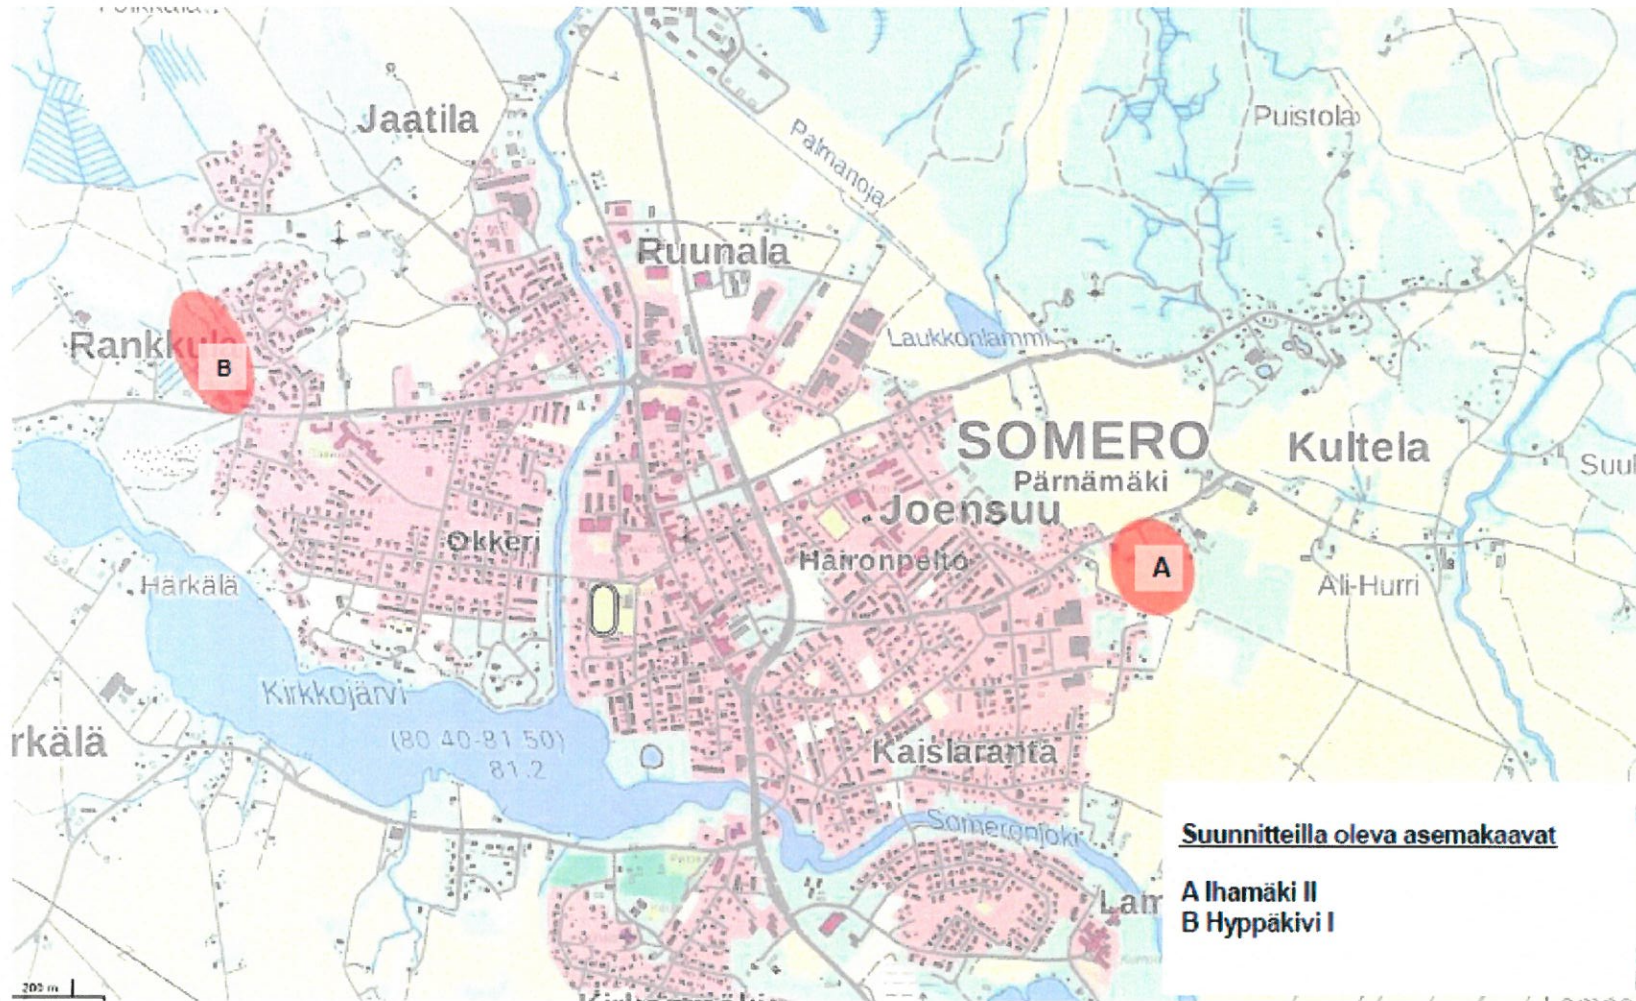 Jaatila
Puistola
Palmanoja
Ruunala
Rankkula
B
Laukkonlammi
SOMERO
Pärnämäki
Kultela
Joensuu
Okkeri
Haironpelto
A
Härkälä
Ali-Hurri
Kirkkojärvi
(80.40-81.50)
81.2
rkälä
Kaislaranta
Someronjoki
Suunnitteilla oleva asemakaavat
A Ihamäki II
B Hyppäkivi I
200 m